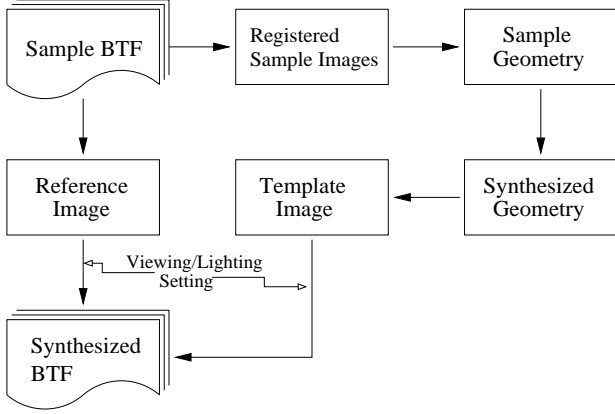 Sample BTF
Registered
Sample Images
Sample
Geometry
Reference
Image
Template
Image
Synthesized
Geometry
Viewing/Lighting
Setting
Synthesized
BTF